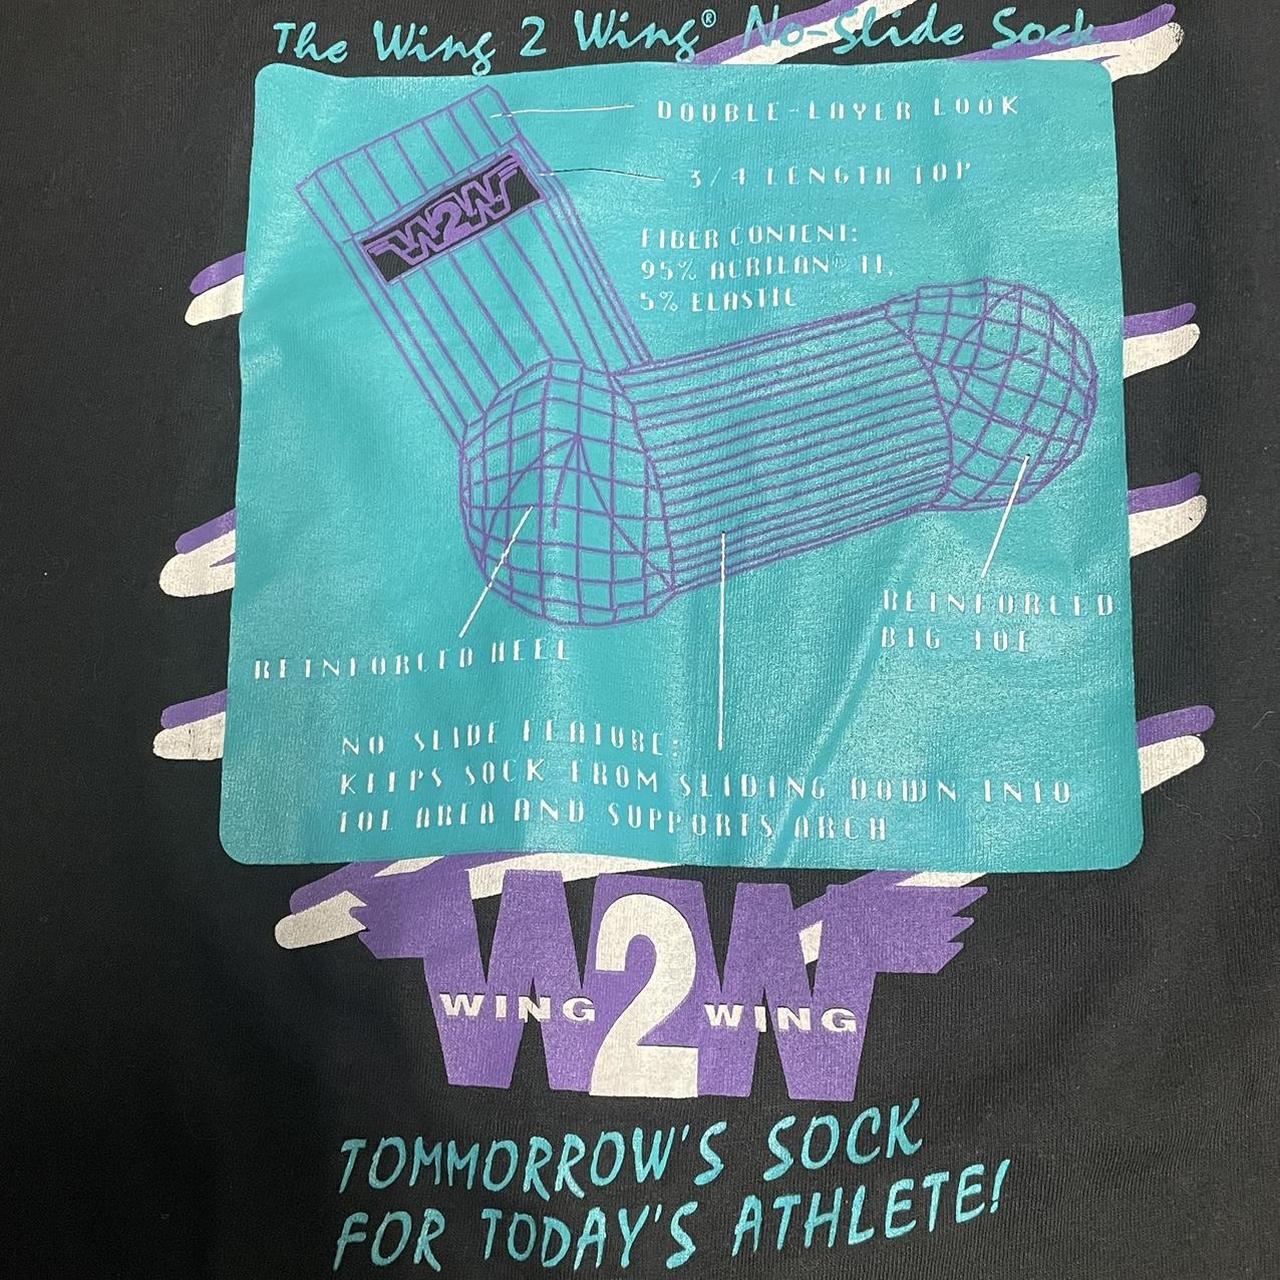 The Wing 2 Wing® No-Slide Sock
DOUBLE-LAYER LOOK
3/4 LENGTH TOP
W2W
FIBER CONTENT:
95% ACRILAN® II,
5% ELASTIC
REINFORCED HEEL
REINFORCED
BIG TOE
NO SLIDE FEATURE:
KEEPS SOCK FROM SLIDING DOWN INTO
TOE AREA AND SUPPORTS ARCH
W2W
WING WING
TOMMORROW'S SOCK
FOR TODAY'S ATHLETE!